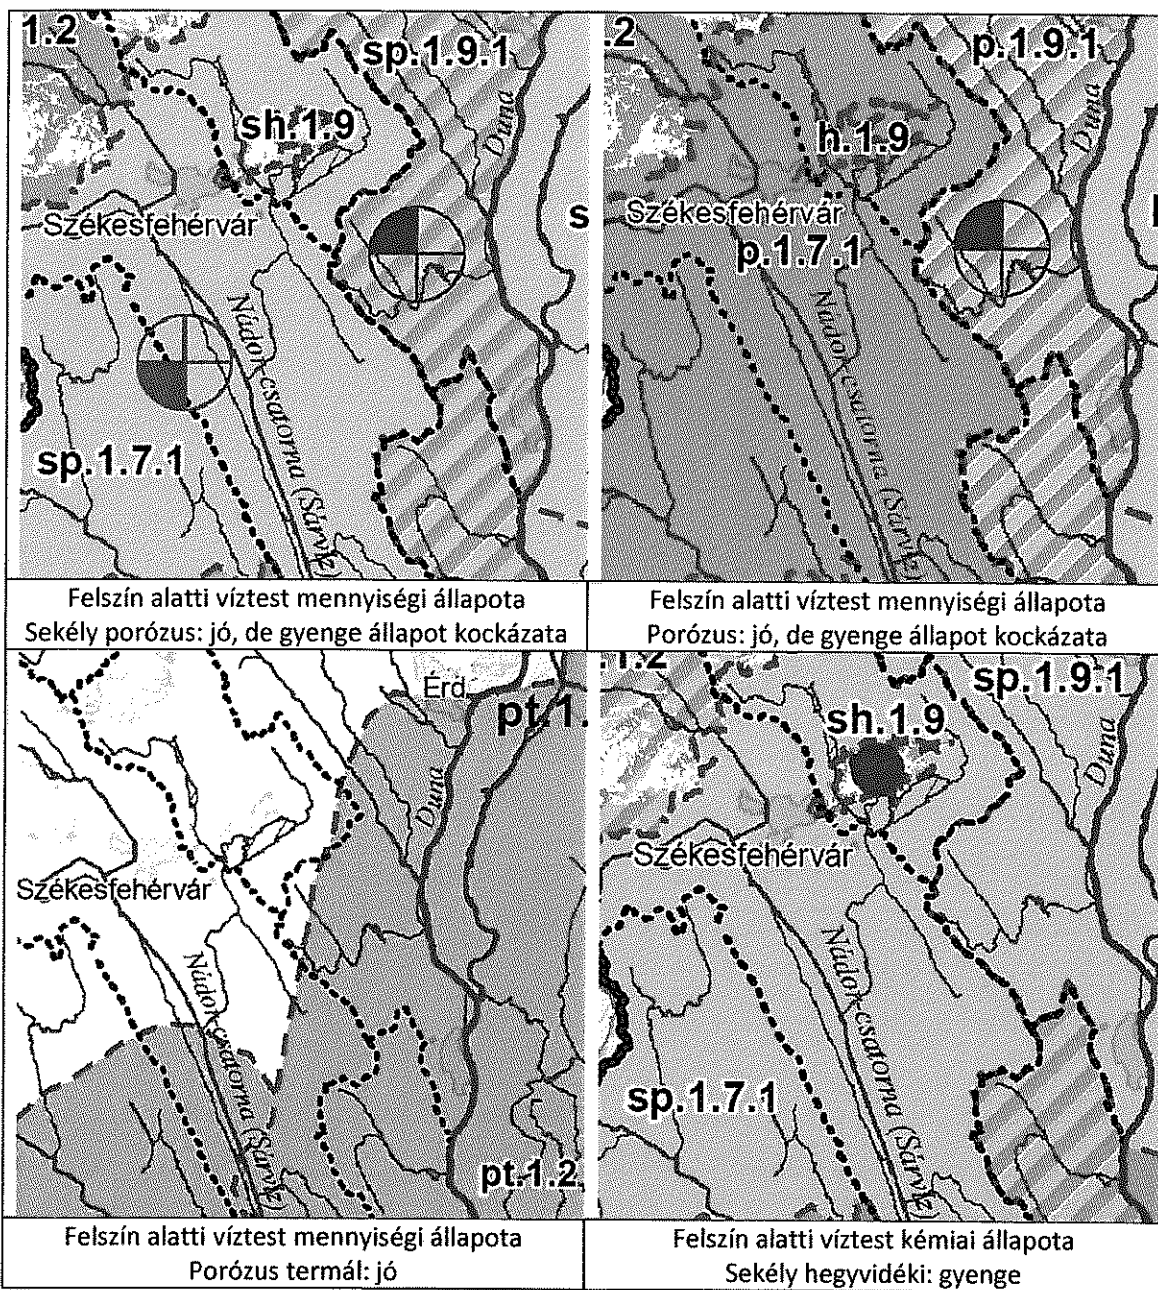 1.2
sp.1.9.1
sh.1.9
Duna
Székesfehérvár
Nádor csatorna (Sárvíz)
sp.1.7.1
Felszín alatti víztest mennyiségi állapota
Sekély porózus: jó, de gyenge állapot kockázata
.2
p.1.9.1
h.1.9
Duna
Székesfehérvár
p.1.7.1
Nádor csatorna (Sárvíz)
Felszín alatti víztest mennyiségi állapota
Porózus: jó, de gyenge állapot kockázata
Érd
pt.1.
Duna
Székesfehérvár
Nádor csatorna (Sárvíz)
pt.1.2
Felszín alatti víztest mennyiségi állapota
Porózus termál: jó
.1.2
sp.1.9.1
sh.1.9
Duna
Székesfehérvár
Nádor csatorna (Sárvíz)
sp.1.7.1
Felszín alatti víztest kémiai állapota
Sekély hegyvidéki: gyenge